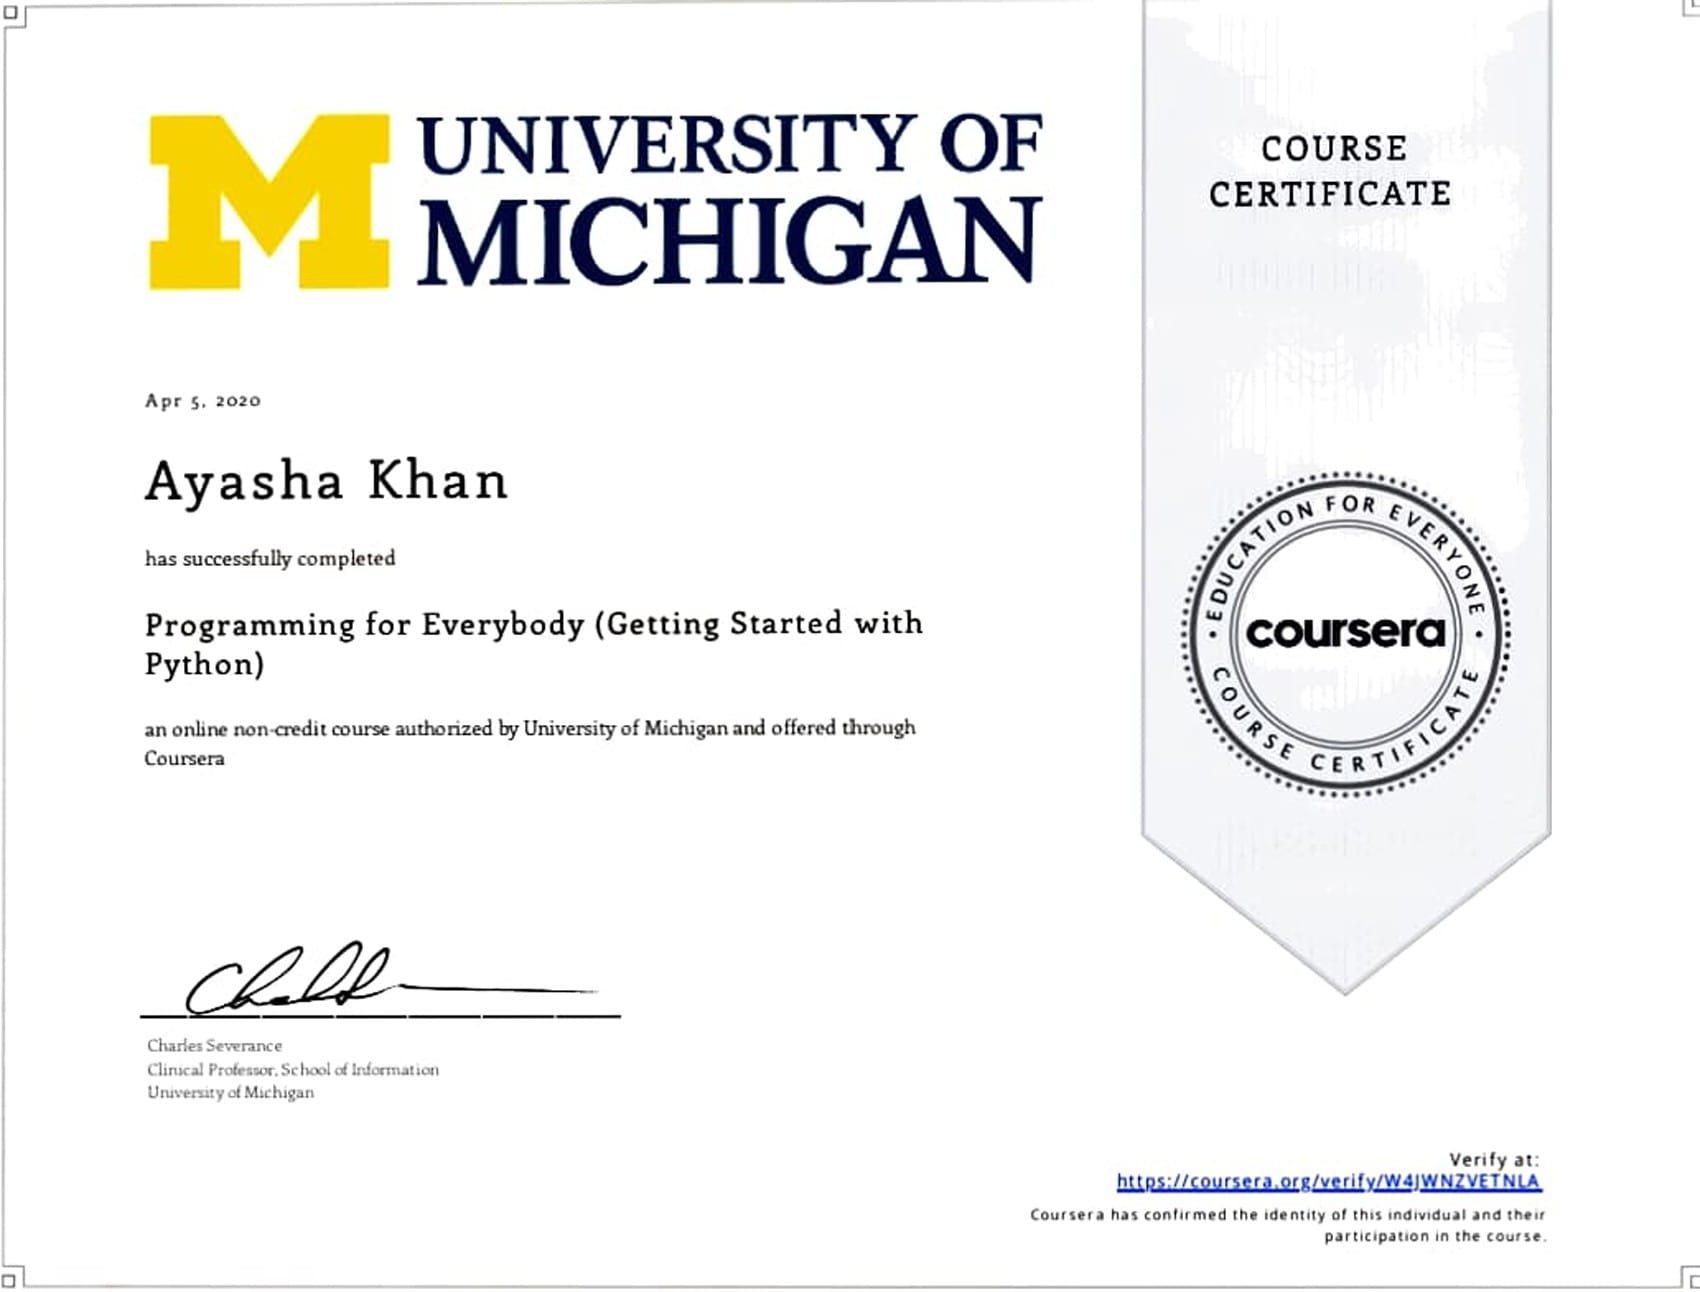 UNIVERSITY OF
MICHIGAN
COURSE
CERTIFICATE
Apr 5, 2020
Ayasha Khan
has successfully completed
Programming for Everybody (Getting Started with
Python)
an online non-credit course authorized by University of Michigan and offered through
Coursera
EDUCATION FOR EVERYONE
coursera
COURSE CERTIFICATE
Charles Severance
Clinical Professor, School of Information
University of Michigan
Verify at:
https://coursera.org/verify/W4JWNZVETNLA
Coursera has confirmed the identity of this individual and their
participation in the course.